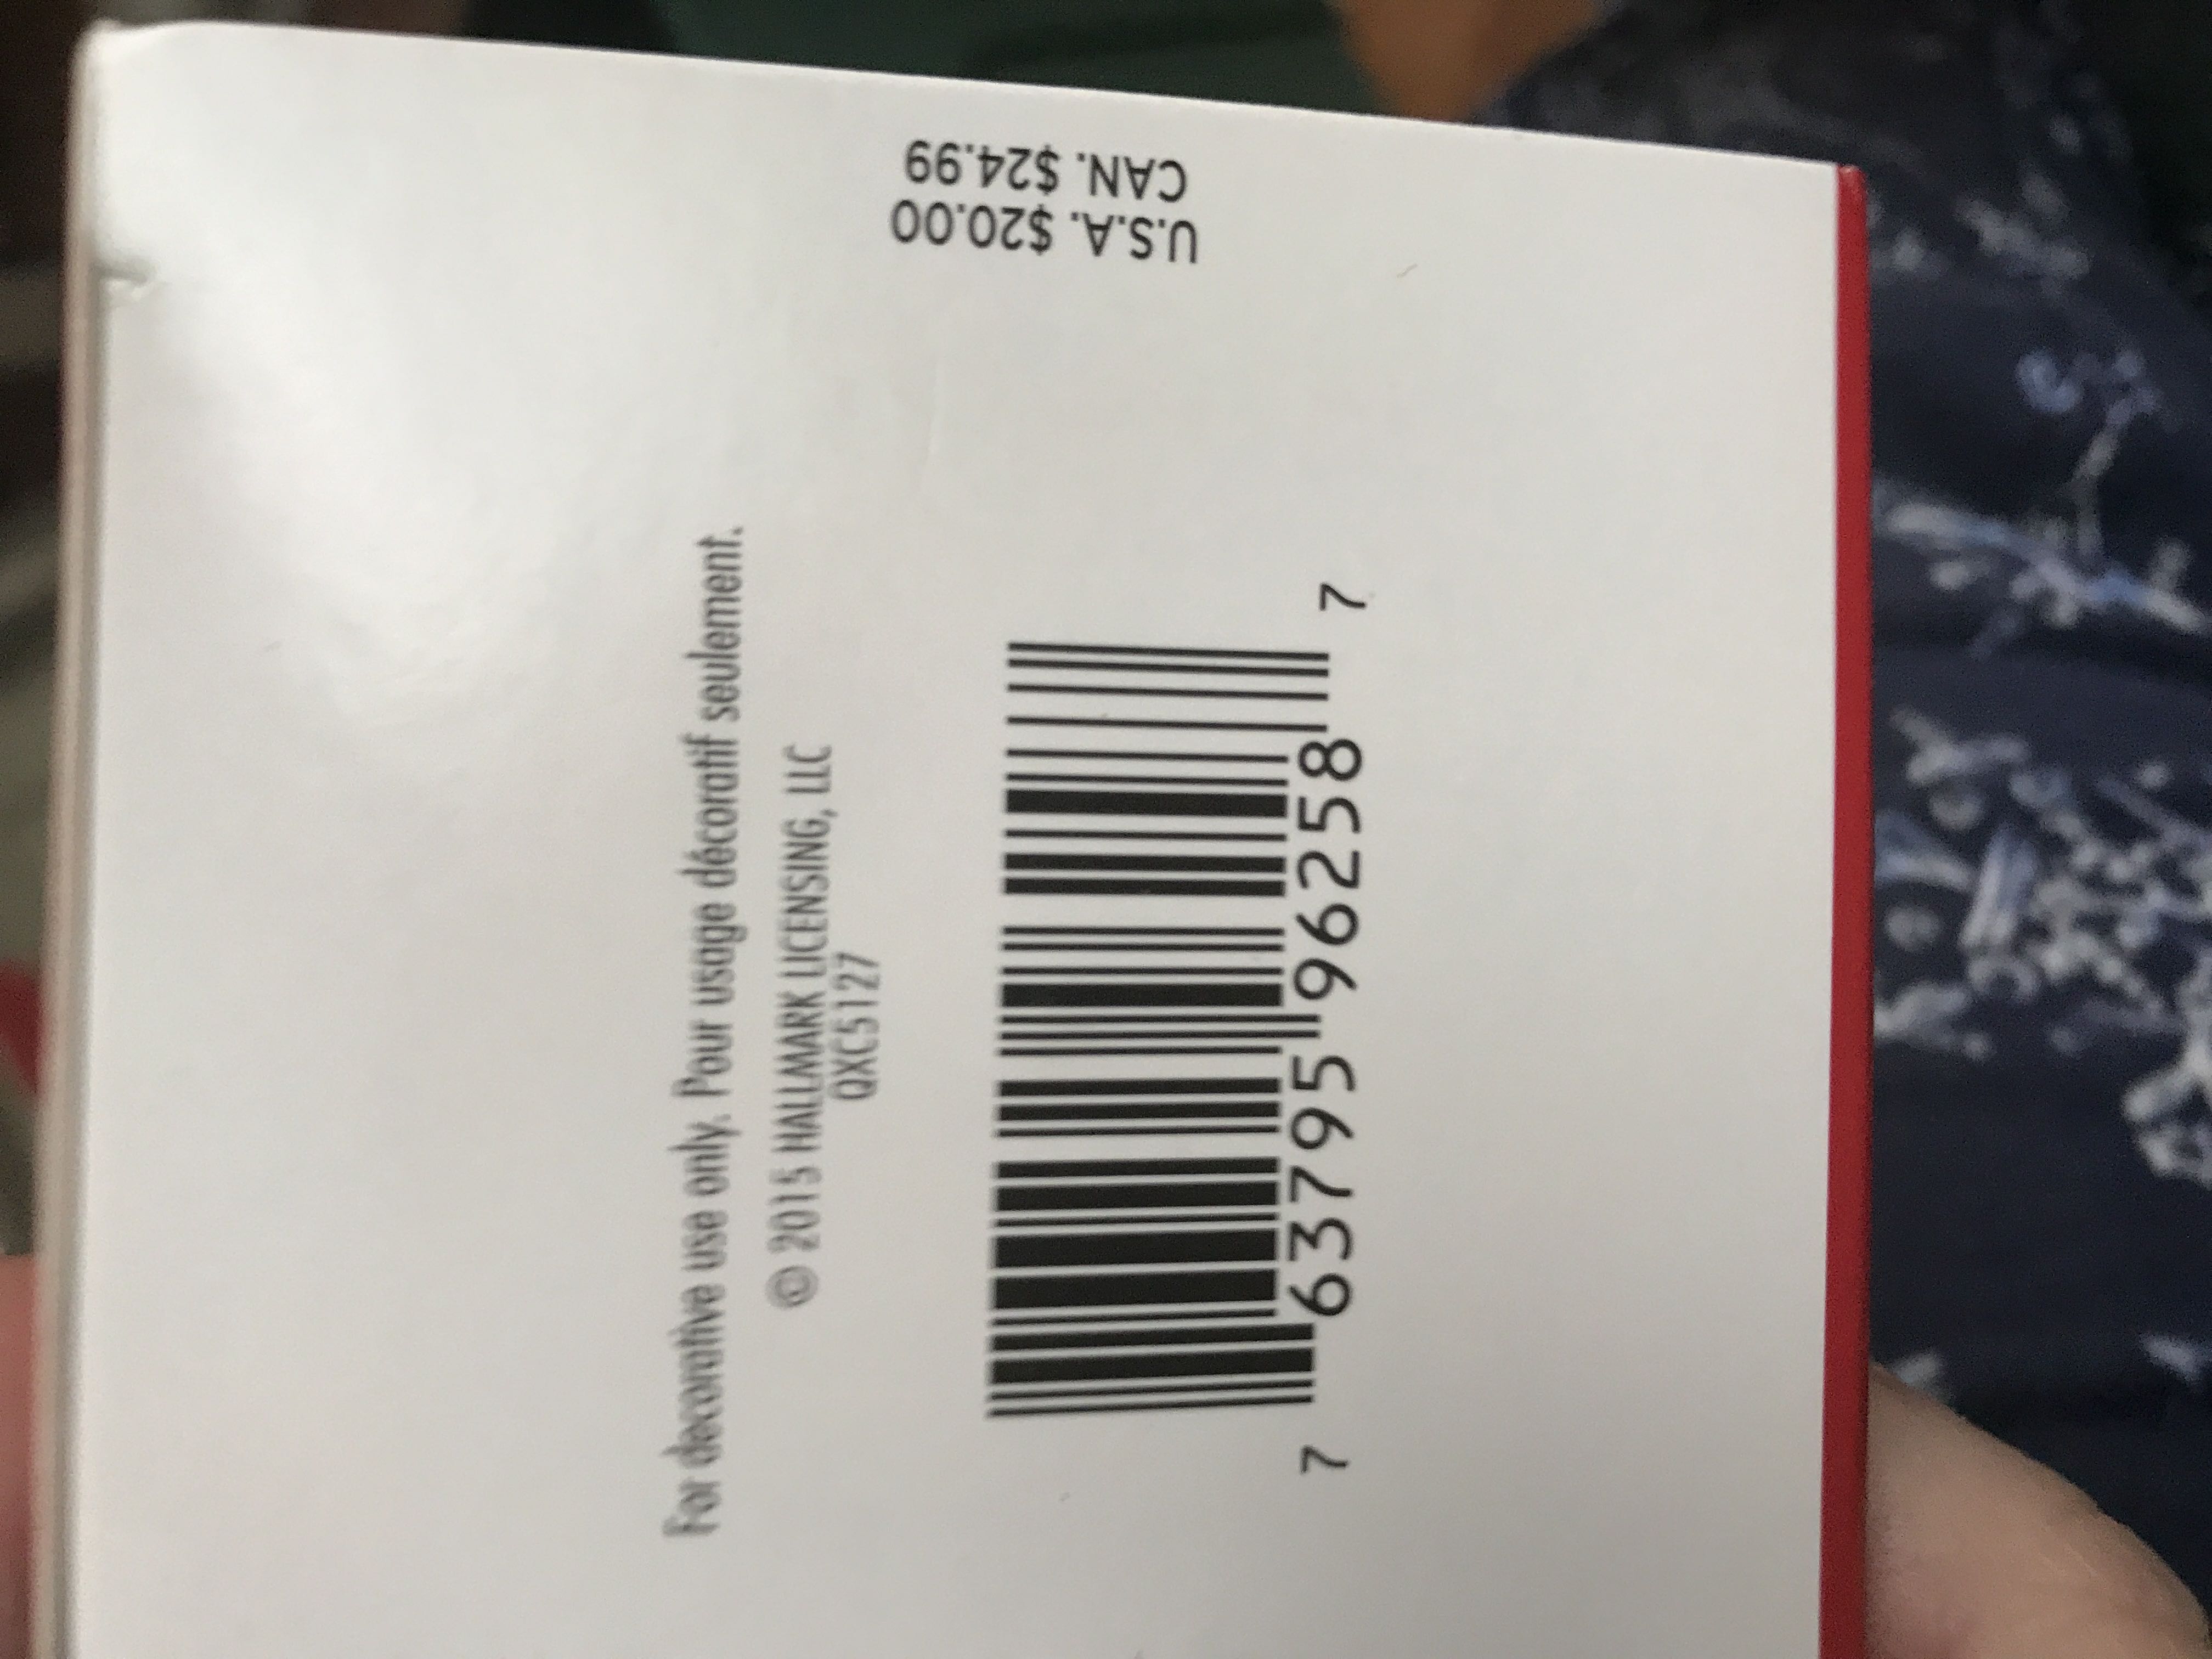 U.S.A. $20.00
CAN. $24.99
For decorative use only. Pour usage décoratif seulement.
© 2015 HALLMARK LICENSING, LLC
QXC5127
7 63795 96258 7